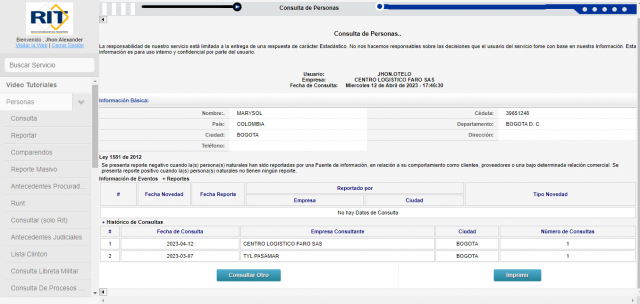 RIT
Bienvenido , Jhon Alexander
Visitar la Web | Cerrar Sesión
Buscar Servicio
Video Tutoriales
Personas
Consulta
Reportar
Comparendos
Reporte Masivo
Antecedentes Procurad...
Runt
Consultar (solo Rit)
Antecedentes Judiciales
Lista Clinton
Consulta Libreta Militar
Consulta De Procesos ...
Consulta de Personas
Consulta de Personas..
La responsabilidad de nuestro servicio está limitada a la entrega de una respuesta de carácter Estadístico. No nos hacemos responsables sobre las decisiones que el usuario del servicio tome con base en nuestra información. Esta
información es para uso interno y confidencial por parte del usuario.
Usuario: JHON.OTELO
Empresa: CENTRO LOGISTICO FARO SAS
Fecha de Consulta: Miercoles 12 de Abril de 2023 - 17:46:30
Información Básica:
Nombre:. MARYSOL Cédula: 39651246
País: COLOMBIA Departamento: BOGOTA D. C.
Ciudad: BOGOTA Dirección:
Teléfono:
Ley 1581 de 2012
Se presenta reporte negativo cuando la(s) persona(s) naturales han sido reportadas por una Fuente de información, en relación a su comportamiento como clientes, proveedores o una bajo determinada relación comercial. Se
presenta reporte positivo cuando la(s) persona(s) naturales no tienen ningún reporte.
Información de Eventos + Reportes
# Fecha Novedad Fecha Reporte Reportado por Tipo Novedad
Empresa Ciudad
No hay Datos de Consulta
+ Histórico de Consultas
# Fecha de Consulta Empresa Consultante Ciudad Número de Consultas
1 2023-04-12 CENTRO LOGISTICO FARO SAS BOGOTA 1
2 2023-03-07 TYL PASAMAR BOGOTA 1
Consultar Otro Imprimir